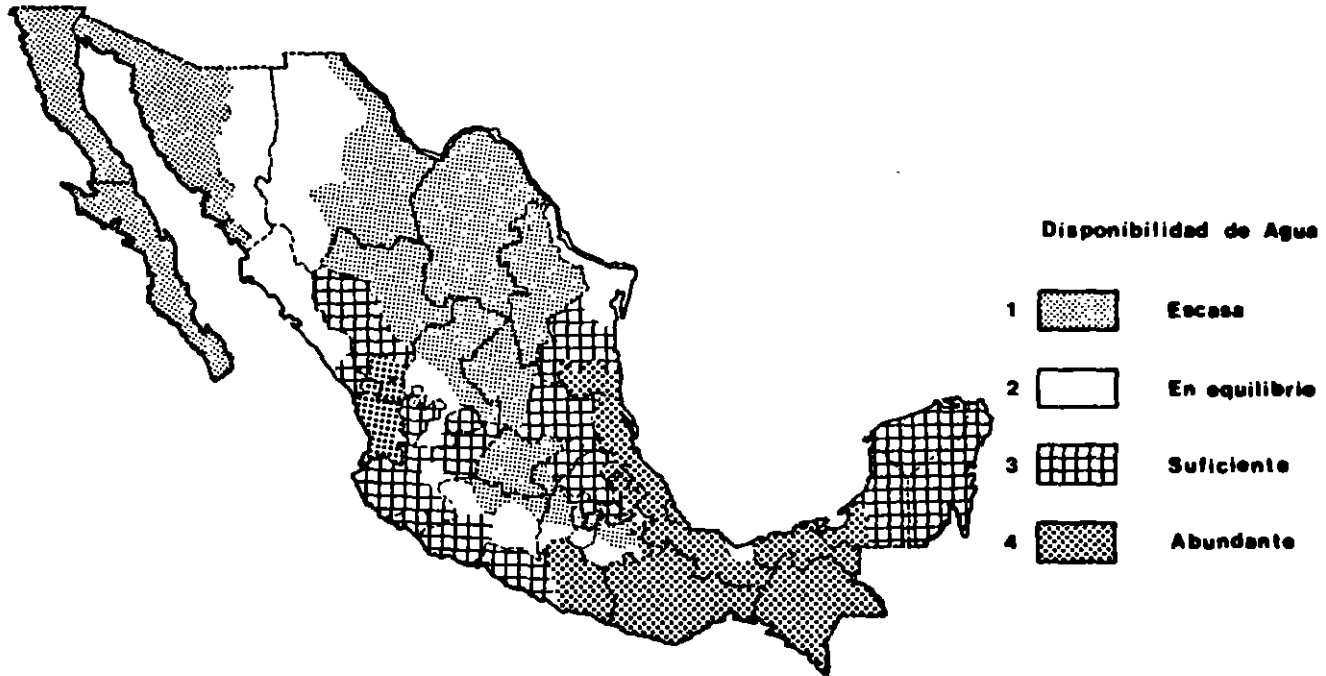 Disponibilidad de Agua
1 Escasa
2 En equilibrio
3 Suficiente
4 Abundante